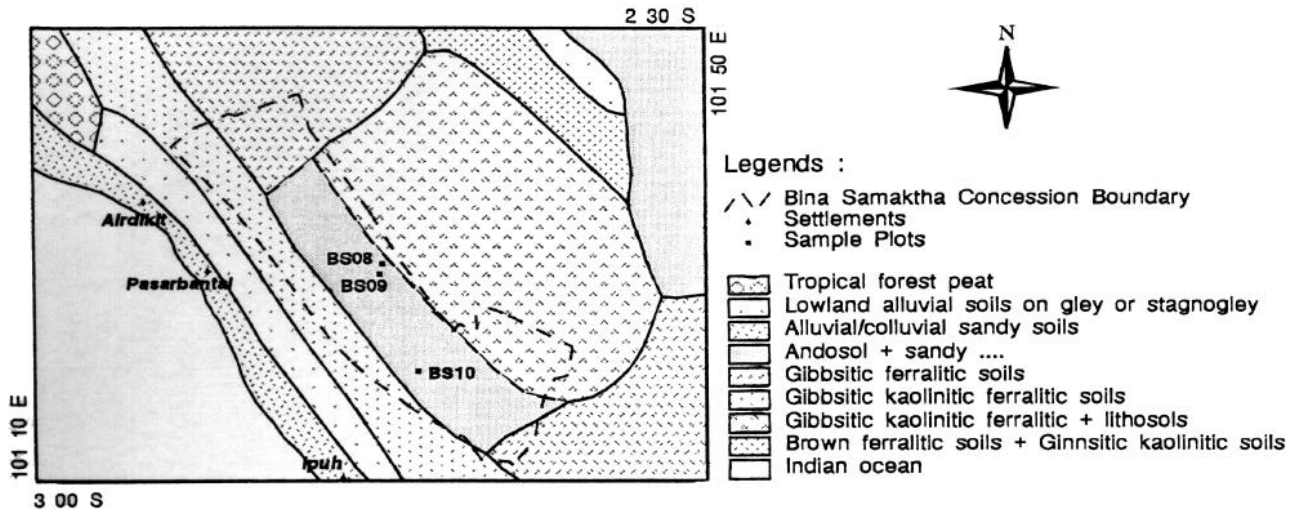 2 30 S
101 50 E
N
Legends :
Bina Samaktha Concession Boundary
Settlements
Sample Plots
Airdikit
BS08
Pasarbantal
BS09
BS10
Ipuh
101 10 E
3 00 S
Tropical forest peat
Lowland alluvial soils on gley or stagnogley
Alluvial/colluvial sandy soils
Andosol + sandy ....
Gibbsitic ferralitic soils
Gibbsitic kaolinitic ferralitic soils
Gibbsitic kaolinitic ferralitic + lithosols
Brown ferralitic soils + Ginnsitic kaolinitic soils
Indian ocean